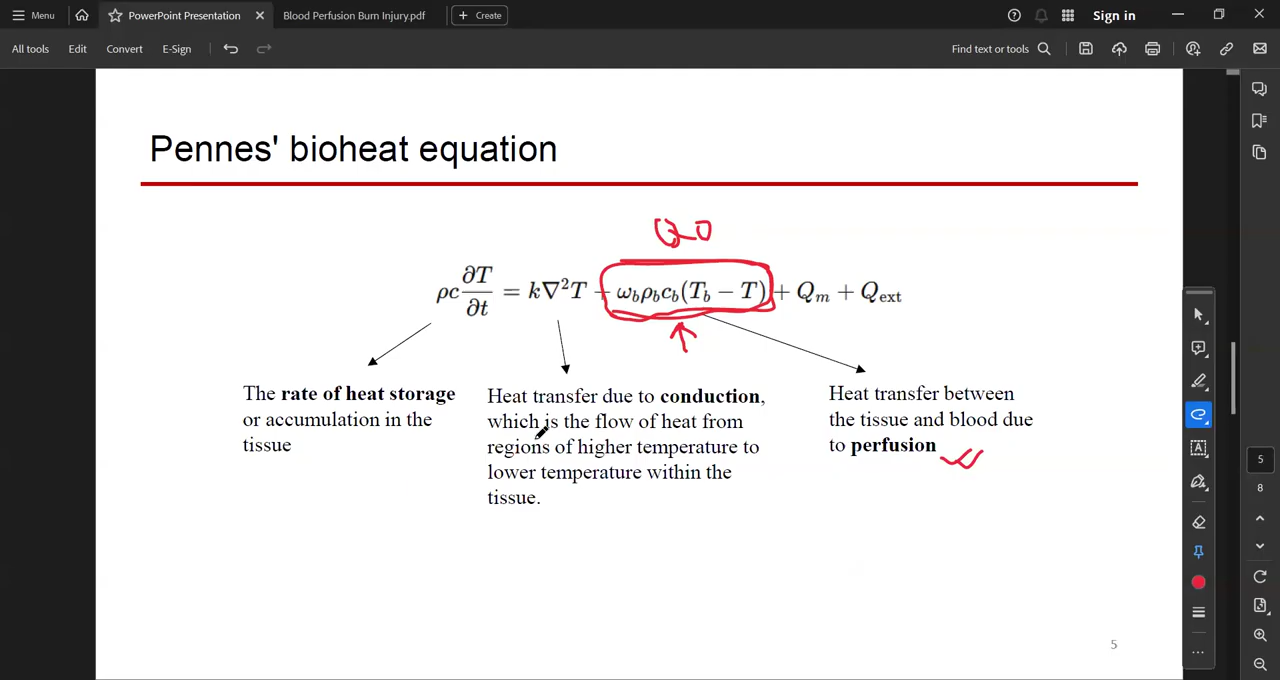 Menu PowerPoint Presentation Blood Perfusion Burn Injury.pdf Create Sign in
All tools Edit Convert E-Sign Find text or tools
Pennes' bioheat equation
ρc ∂T/∂t = k∇²T + ω_b ρ_b c_b (T_b − T) + Q_m + Q_ext
The rate of heat storage
or accumulation in the
tissue
Heat transfer due to conduction,
which is the flow of heat from
regions of higher temperature to
lower temperature within the
tissue.
Heat transfer between
the tissue and blood due
to perfusion
5
5
8